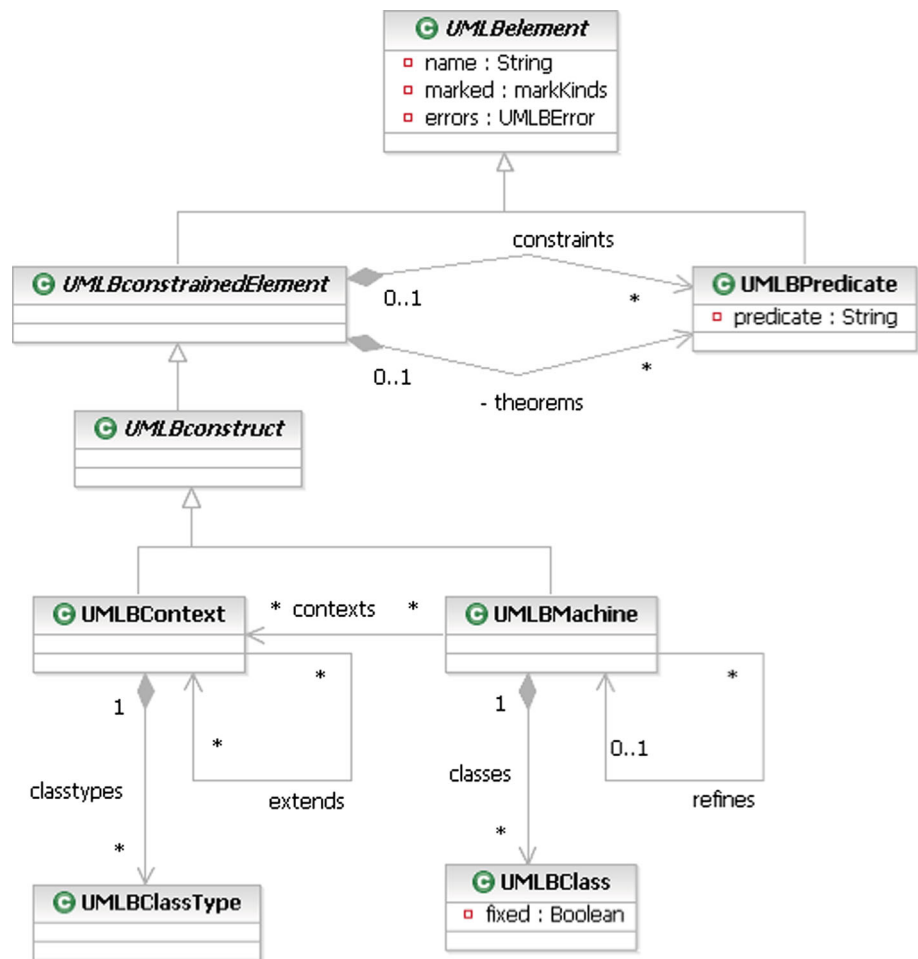 UMLBelement
name : String
marked : markKinds
errors : UMLBError
constraints
UMLBconstrainedElement
0..1
*
UMLBPredicate
predicate : String
0..1
*
- theorems
UMLBconstruct
UMLBContext
* contexts *
UMLBMachine
1
*
*
classtypes
extends
*
1
*
0..1
classes
refines
*
UMLBClassType
UMLBClass
fixed : Boolean